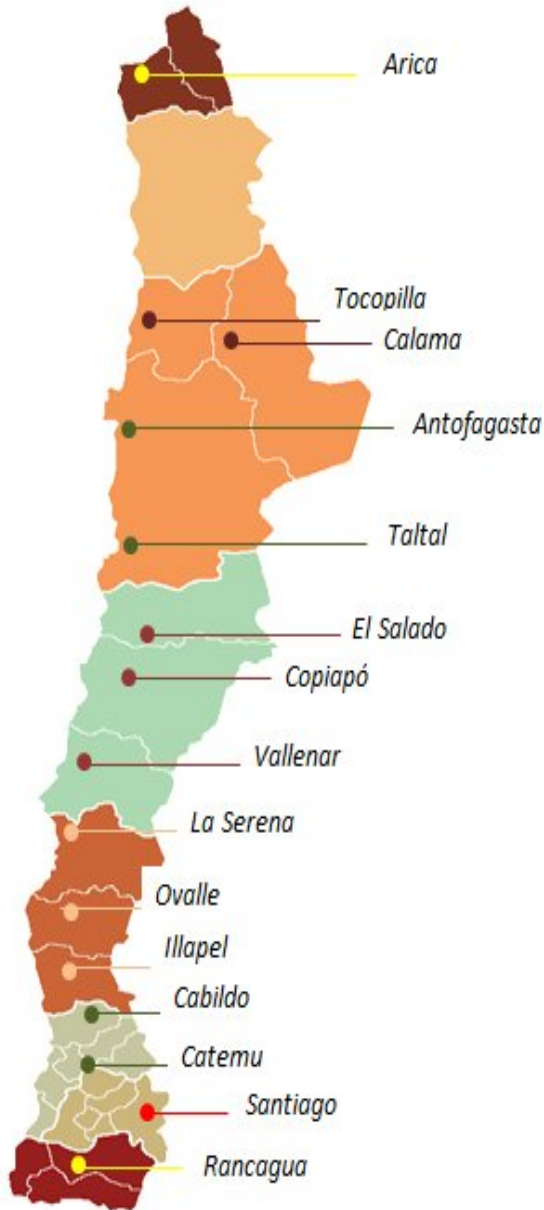 Arica
Tocopilla
Calama
Antofagasta
Taltal
El Salado
Copiapó
Vallenar
La Serena
Ovalle
Illapel
Cabildo
Catemu
Santiago
Rancagua